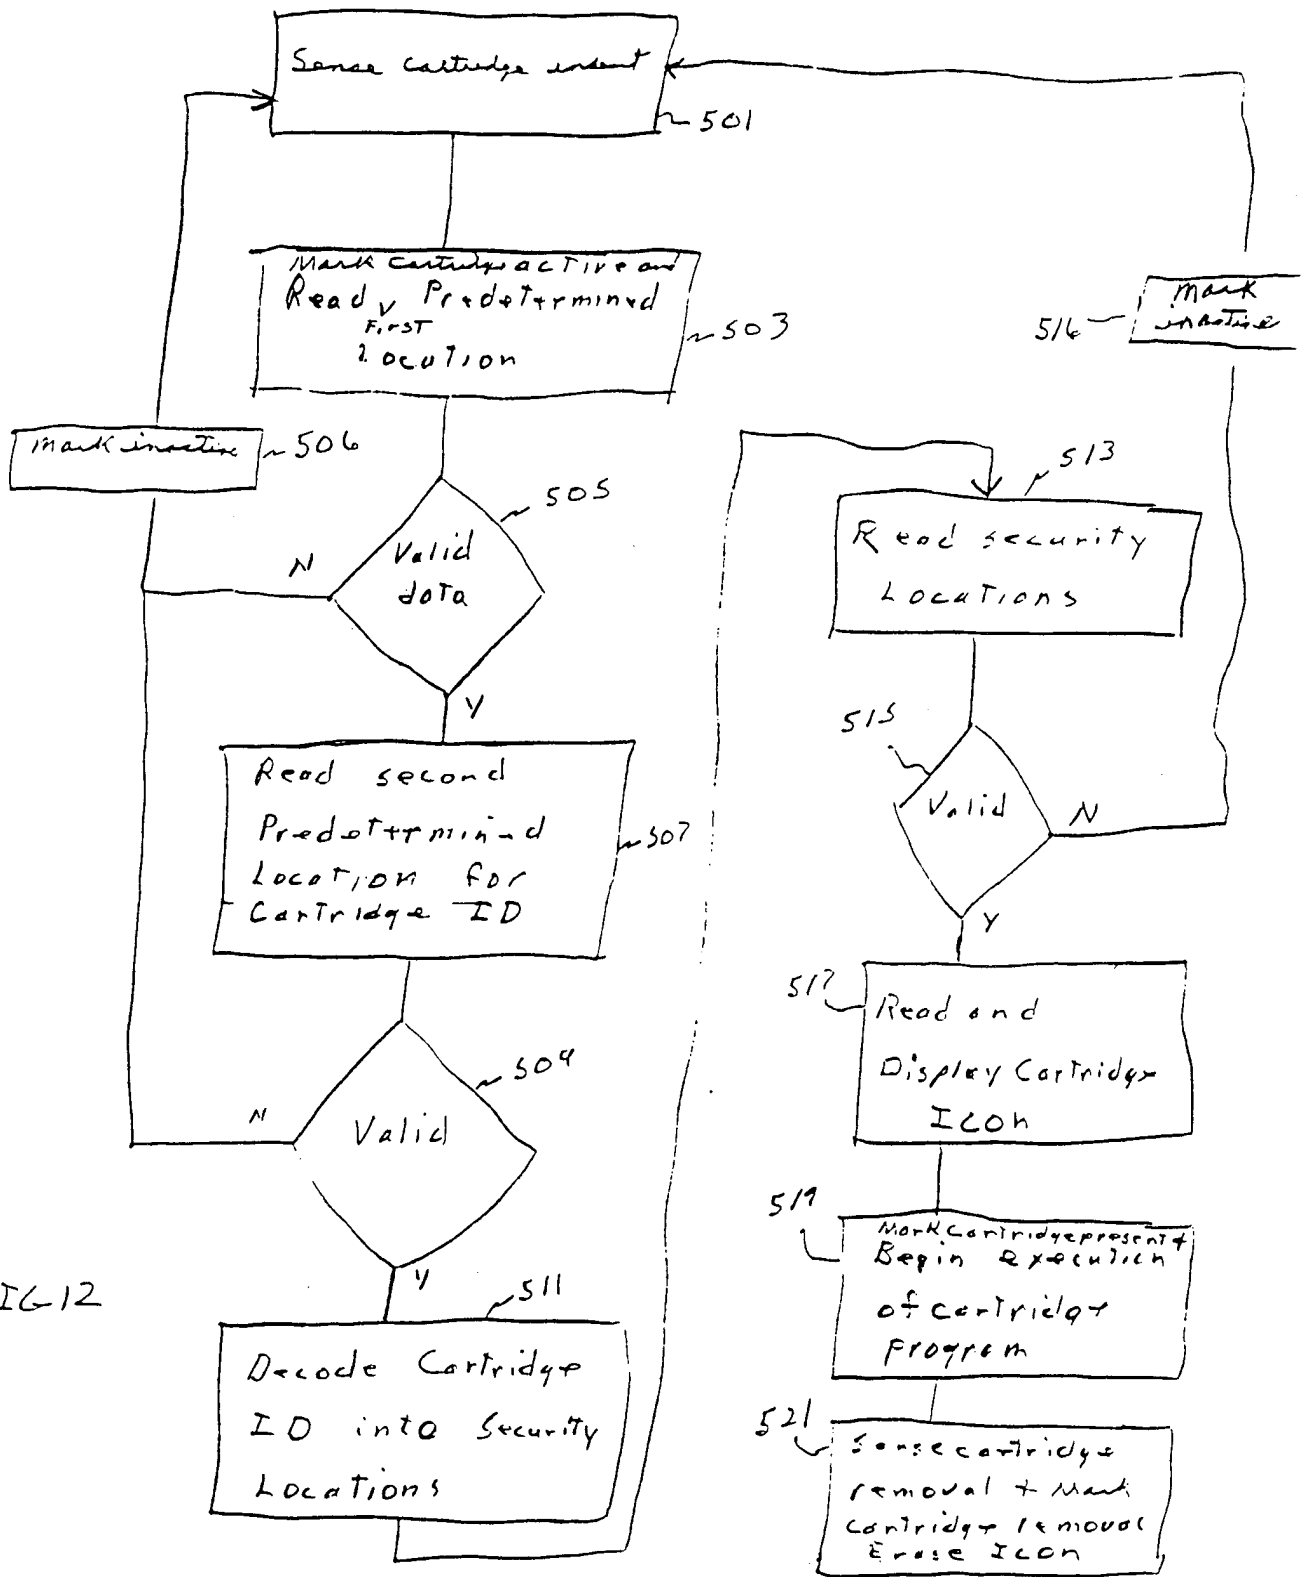 Sense cartridge insert
501
Mark cartridge active and
Read Predetermined
First
Location
503
mark inactive
506
505
Valid
data
N
Y
Read second
Predetermined
Location for
Cartridge ID
507
509
Valid
N
Y
511
Decode Cartridge
ID into Security
Locations
mark
inactive
516
513
Read security
Locations
515
Valid
N
Y
517
Read and
Display Cartridge
Icon
519
Mark Cartridge present +
Begin execution
of cartridge
program
521
Sense cartridge
removal + Mark
cartridge removal
Erase Icon
IG 12